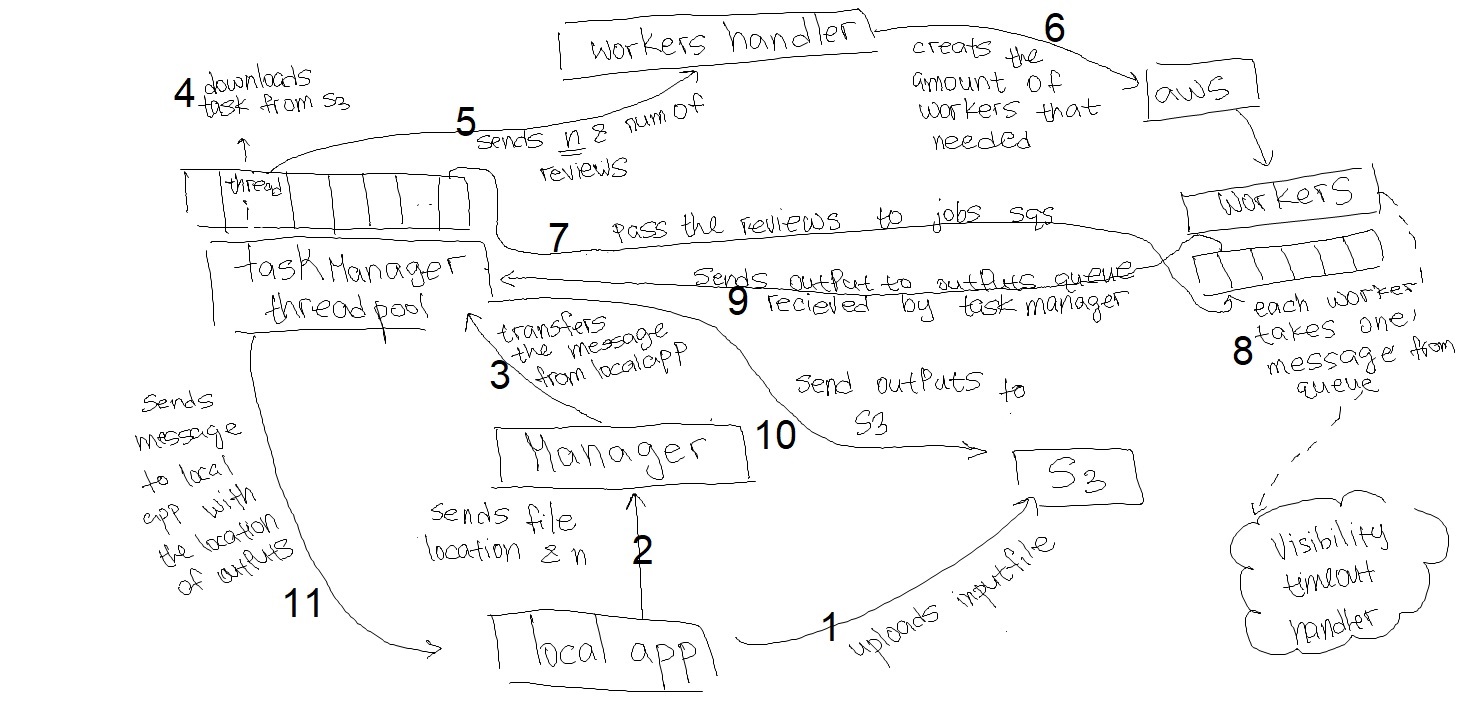 workers handler
6
creats the
amount of
workers that
needed
aws
4 downloads
task from S3
5
sends n & num of
reviews
thread
i
..
workers
7
Pass the reviews to jobs sqs
taskManager
threadpool
Sends output to outputs queue
9 recieved by task manager
each worker
takes one
message from
queue
8
transfers
the message
from localapp
3
Send outputs to
S3
10
Manager
S3
Sends
message
to local
app with
the location
of outputs
11
Sends file
location & n
2
1
uploads inputfile
local app
Visibility
timeout
handler